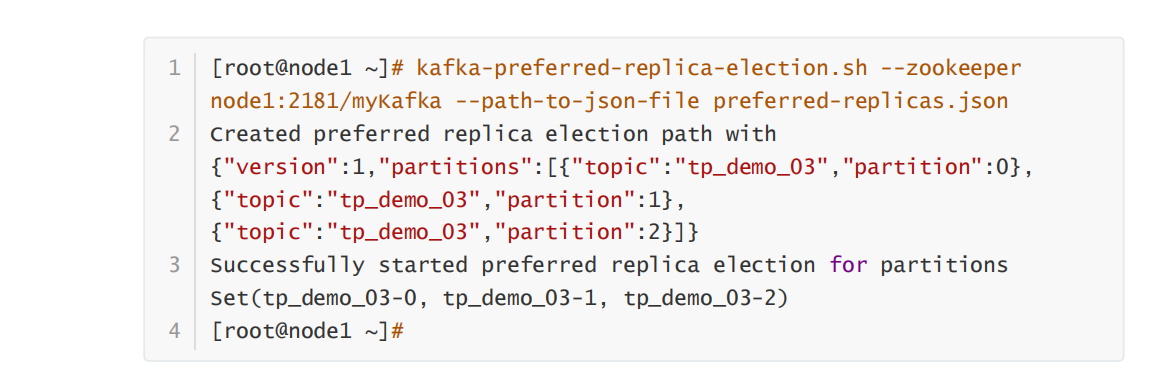 1 [root@node1 ~]# kafka-preferred-replica-election.sh --zookeeper
node1:2181/myKafka --path-to-json-file preferred-replicas.json
2 Created preferred replica election path with
{"version":1,"partitions":[{"topic":"tp_demo_03","partition":0},
{"topic":"tp_demo_03","partition":1},
{"topic":"tp_demo_03","partition":2}]}
3 Successfully started preferred replica election for partitions
Set(tp_demo_03-0, tp_demo_03-1, tp_demo_03-2)
4 [root@node1 ~]#